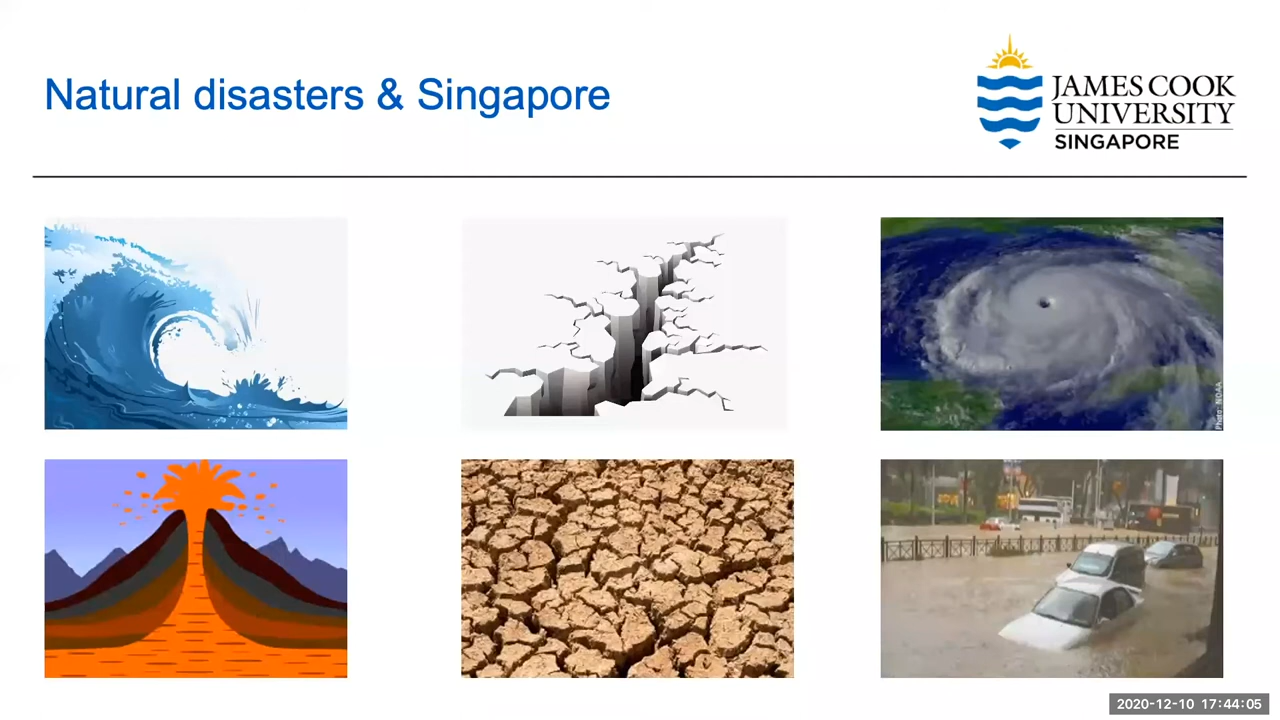 Natural disasters & Singapore
JAMES COOK
UNIVERSITY
SINGAPORE
Photo: NOAA
2020-12-10 17:44:05